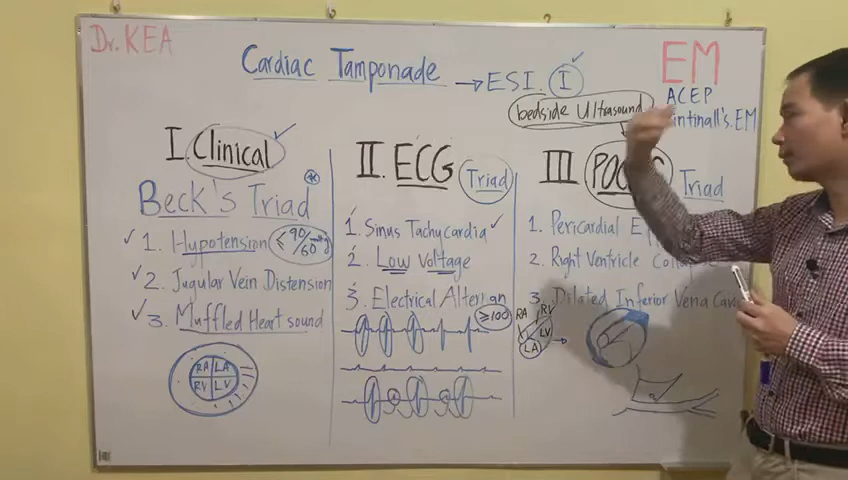 Dr. KEA
Cardiac Tamponade → ESI. I
EM
ACEP
bedside Ultrasound
EM
I. Clinical
Beck's Triad
1. Hypotension ≤ 90/60 mmHg
2. Jugular Vein Distension
3. Muffled Heart sound
RA LA
RV LV
II. ECG Triad
1. Sinus Tachycardia
2. Low Voltage
3. Electrical Alternan
≥100
III Triad
1. Pericardial
2. Right Ventricle
3. Dilated Inferior Vena
RA RV
LA LV